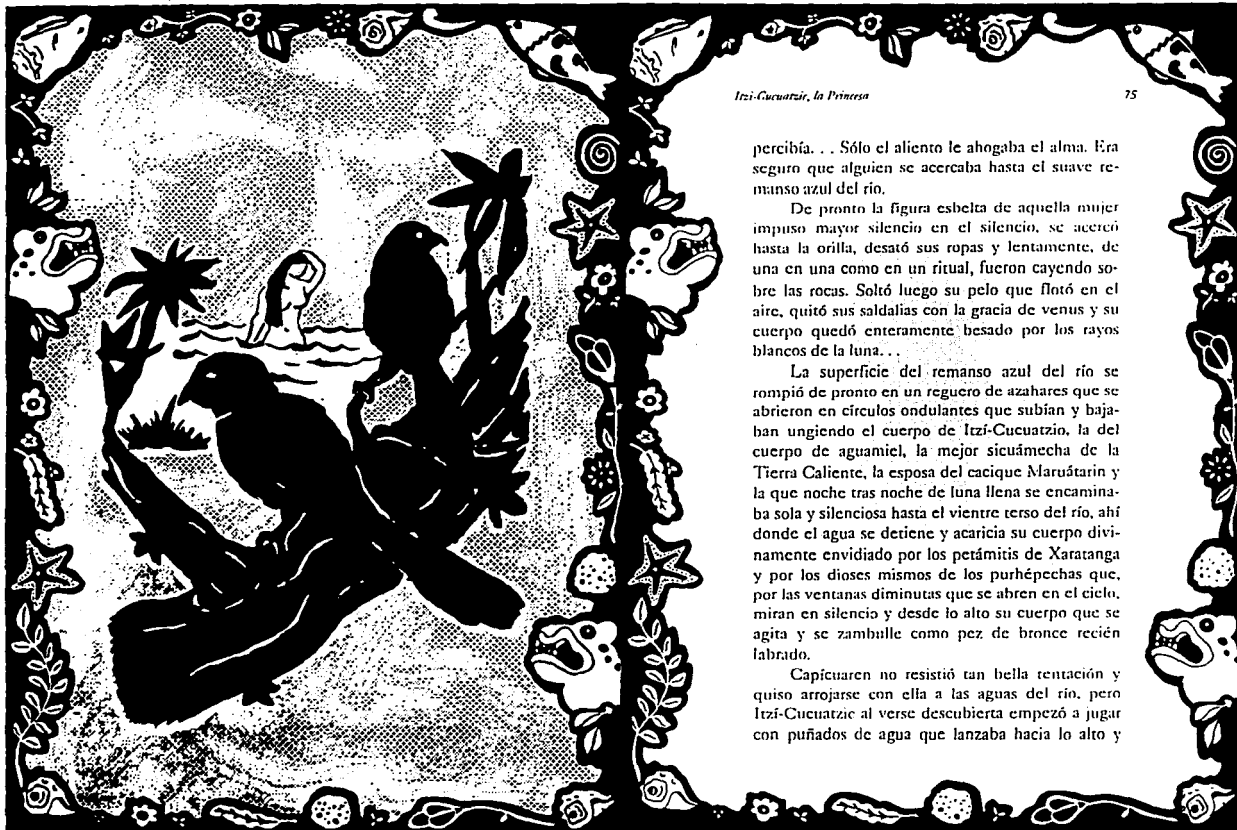 Itzi-Cucuatzic, la Princesa 75
percibía. . . Sólo el aliento le ahogaba el alma. Era
seguro que alguien se acercaba hasta el suave re-
manso azul del río.
De pronto la figura esbelta de aquella mujer
impuso mayor silencio en el silencio, se acercó
hasta la orilla, desató sus ropas y lentamente, de
una en una como en un ritual, fueron cayendo so-
bre las rocas. Soltó luego su pelo que flotó en el
aire, quitó sus saldalias con la gracia de venus y su
cuerpo quedó enteramente besado por los rayos
blancos de la luna. . .
La superficie del remanso azul del río se
rompió de pronto en un reguero de azahares que se
abrieron en círculos ondulantes que subían y baja-
ban ungiendo el cuerpo de Itzí-Cucuatzio, la del
cuerpo de aguamiel, la mejor sicuámecha de la
Tierra Caliente, la esposa del cacique Maruátarin y
la que noche tras noche de luna llena se encamina-
ba sola y silenciosa hasta el vientre terso del río, ahí
donde el agua se detiene y acaricia su cuerpo divi-
namente envidiado por los petámitis de Xaratanga
y por los dioses mismos de los purhépechas que,
por las ventanas diminutas que se abren en el cielo,
miran en silencio y desde lo alto su cuerpo que se
agita y se zambulle como pez de bronce recién
labrado.
Capícuaren no resistió tan bella tentación y
quiso arrojarse con ella a las aguas del río, pero
Itzí-Cucuatzic al verse descubierta empezó a jugar
con puñados de agua que lanzaba hacia lo alto y